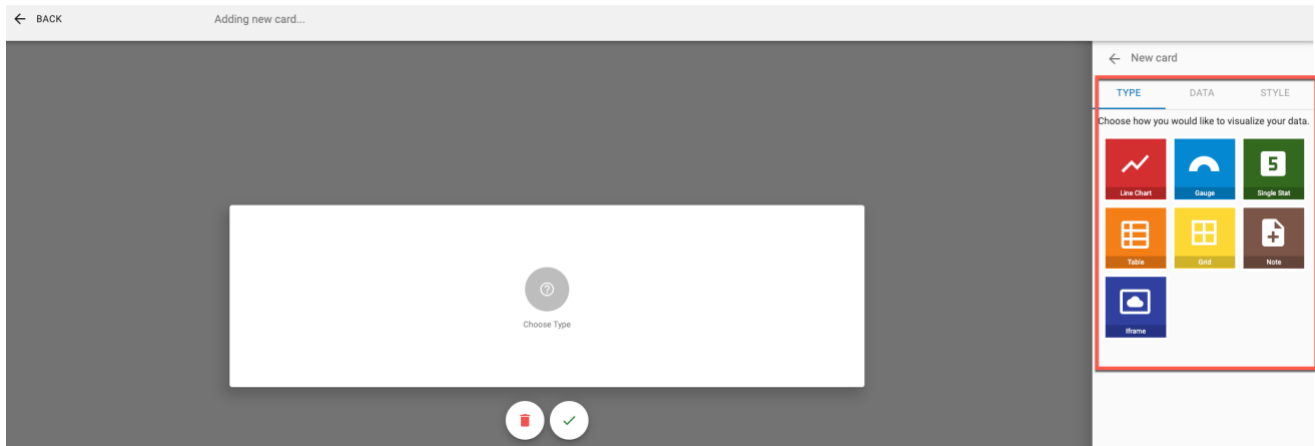 BACK
Adding new card...
New card
TYPE DATA STYLE
Choose how you would like to visualize your data.
5
Line Chart Gauge Single Stat
Table Grid Note
Iframe
Choose Type